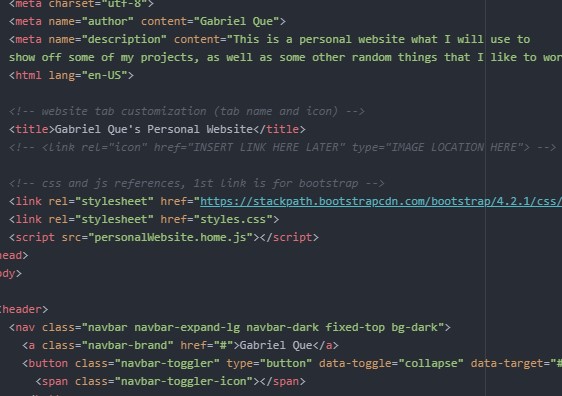 <meta charset="utf-8">
<meta name="author" content="Gabriel Que">
<meta name="description" content="This is a personal website what I will use to
show off some of my projects, as well as some other random things that I like to wor
<html lang="en-US">
<!-- website tab customization (tab name and icon) -->
<title>Gabriel Que's Personal Website</title>
<!-- <link rel="icon" href="INSERT LINK HERE LATER" type="IMAGE LOCATION HERE"> -->
<!-- css and js references, 1st link is for bootstrap -->
<link rel="stylesheet" href="https://stackpath.bootstrapcdn.com/bootstrap/4.2.1/css/
<link rel="stylesheet" href="styles.css">
<script src="personalWebsite.home.js"></script>
head>
ody>
<header>
<nav class="navbar navbar-expand-lg navbar-dark fixed-top bg-dark">
<a class="navbar-brand" href="#">Gabriel Que</a>
<button class="navbar-toggler" type="button" data-toggle="collapse" data-target="#
<span class="navbar-toggler-icon"></span>